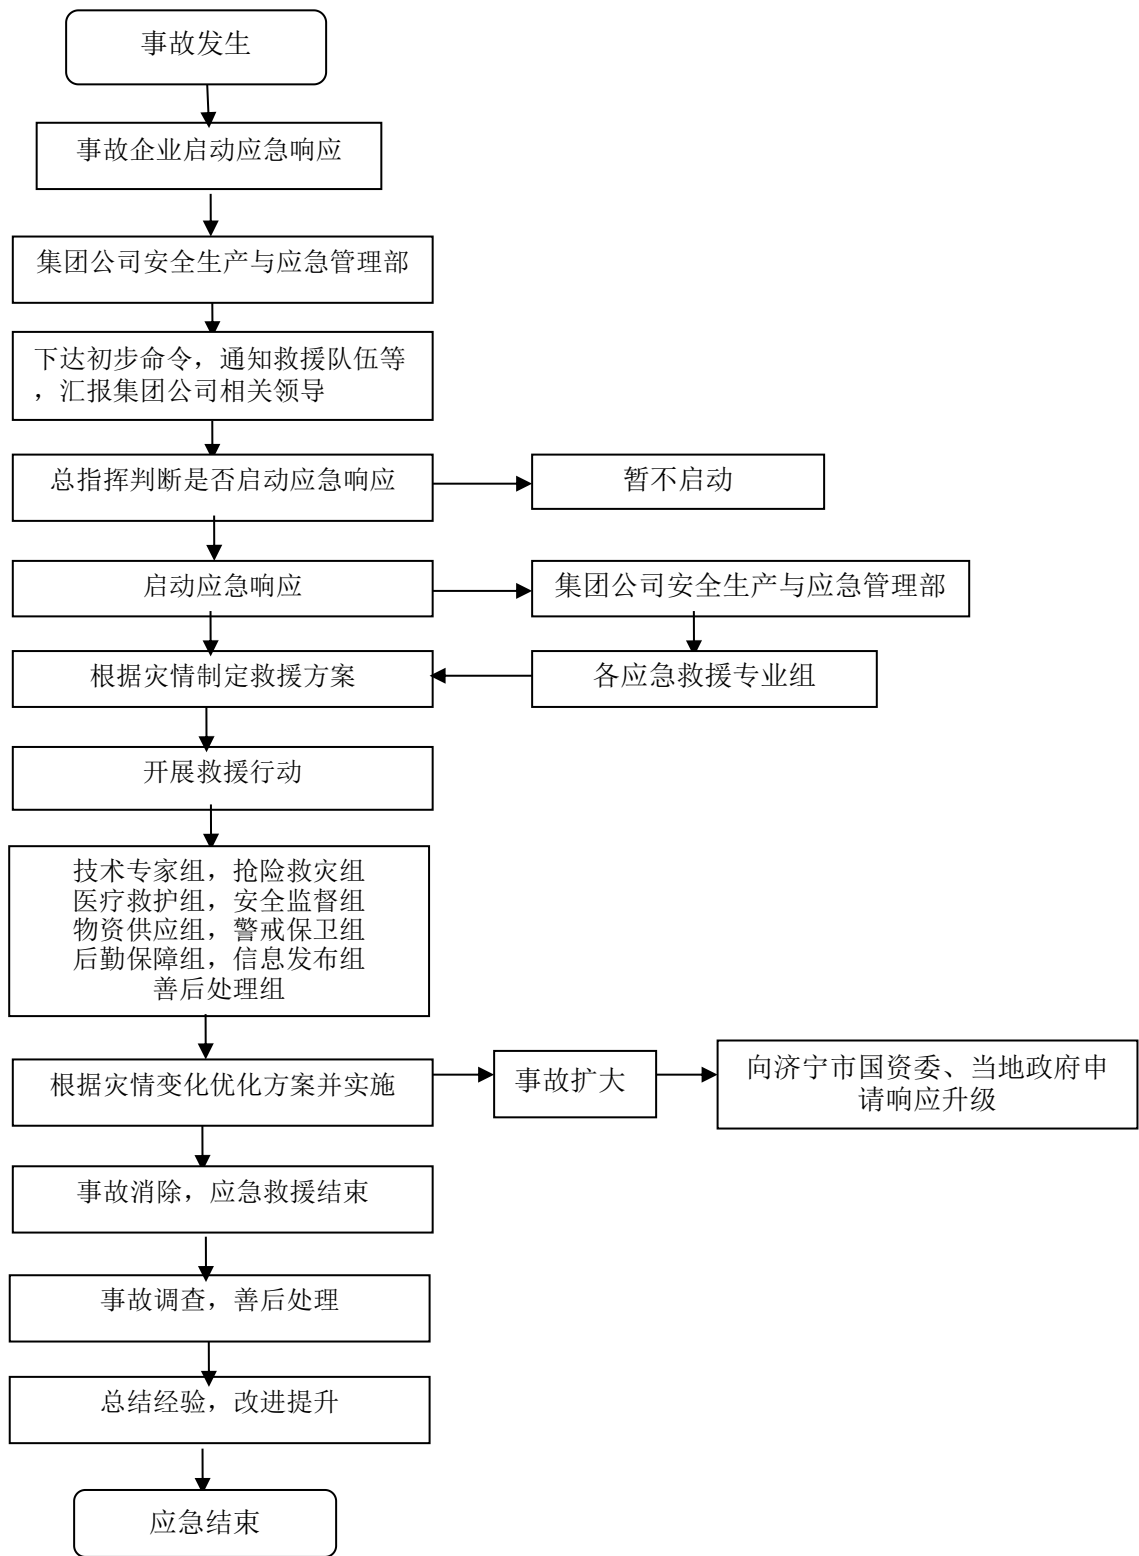 事故发生
事故企业启动应急响应
集团公司安全生产与应急管理部
下达初步命令，通知救援队伍等
，汇报集团公司相关领导
总指挥判断是否启动应急响应
暂不启动
启动应急响应
集团公司安全生产与应急管理部
根据灾情制定救援方案
各应急救援专业组
开展救援行动
技术专家组，抢险救灾组
医疗救护组，安全监督组
物资供应组，警戒保卫组
后勤保障组，信息发布组
善后处理组
根据灾情变化优化方案并实施
事故扩大
向济宁市国资委、当地政府申
请响应升级
事故消除，应急救援结束
事故调查，善后处理
总结经验，改进提升
应急结束